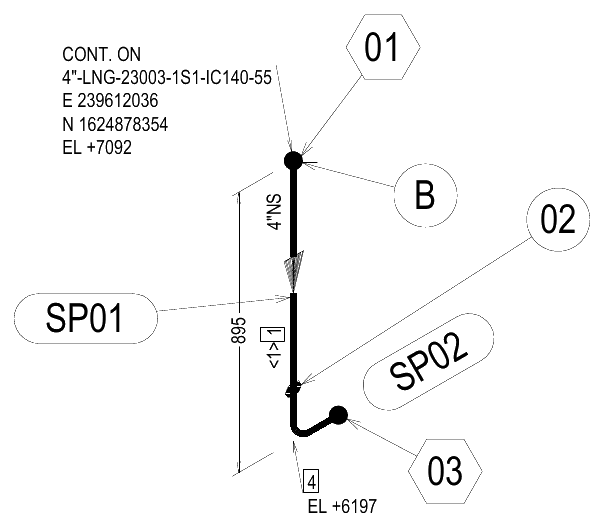 CONT. ON
4"-LNG-23003-1S1-IC140-55
E 239612036
N 1624878354
EL +7092
01
B
02
4"NS
SP01
895
<1> 1
SP02
03
4
EL +6197